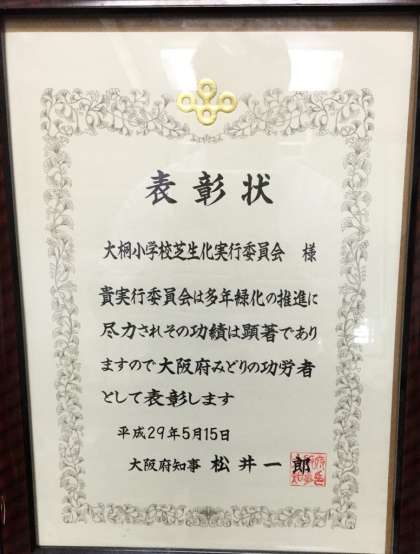 表彰状
大桐小学校芝生化実行委員会 様
貴実行委員会は多年緑化の推進に
尽力されその功績は顕著であり
ますので大阪府みどりの功労者
として表彰します
平成29年5月15日
大阪府知事 松井一郎